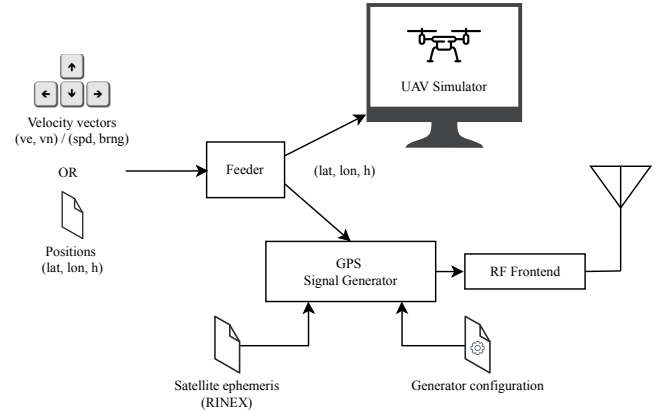 UAV Simulator
Velocity vectors
(ve, vn) / (spd, brng)
OR
Feeder
(lat, lon, h)
Positions
(lat, lon, h)
GPS
Signal Generator
RF Frontend
Satellite ephemeris
(RINEX)
Generator configuration